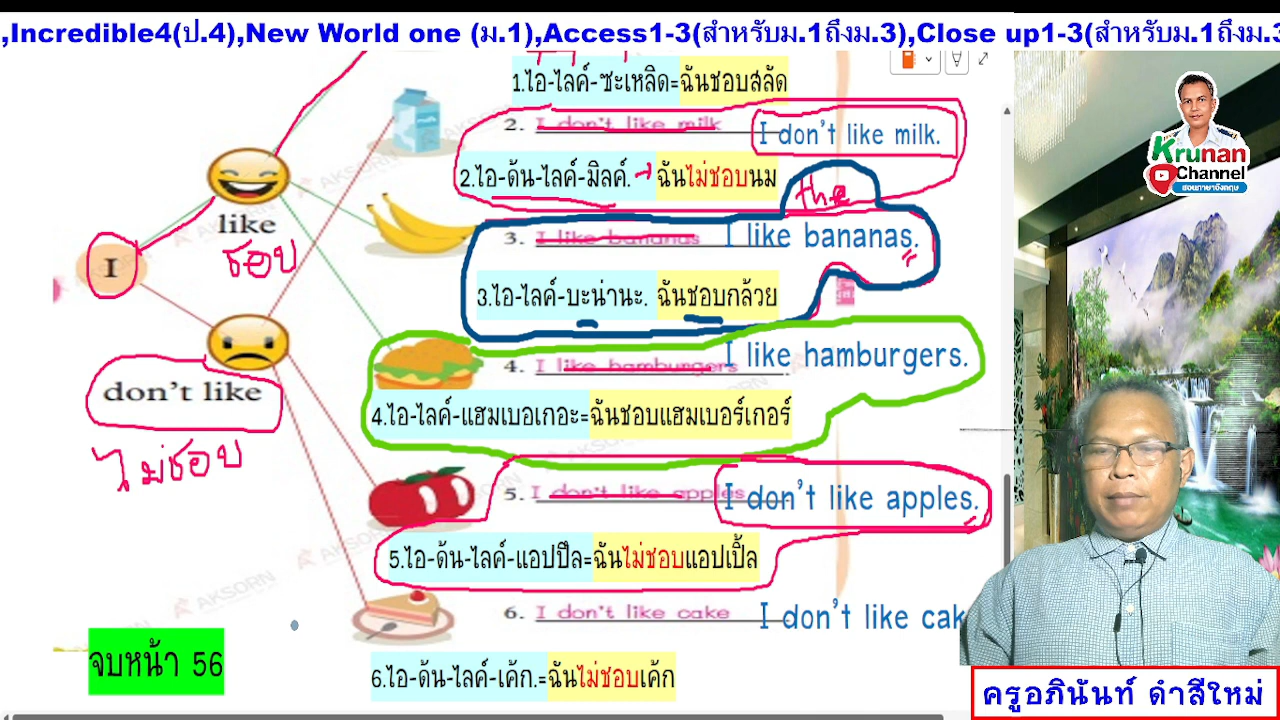 ,Incredible4(ป.4),New World one (ม.1),Access1-3(สำหรับม.1ถึงม.3),Close up1-3(สำหรับม.1ถึงม.3
1.ไอ-ไลค์-ซะเหลิด=ฉันชอบสลัด
2. I don't like milk I don't like milk.
2.ไอ-ด้น-ไลค์-มิลค์. ฉันไม่ชอบนม
the
3. I like bananas I like bananas.
3.ไอ-ไลค์-บะน่านะ. ฉันชอบกล้วย
4. I like hamburgers. I like hamburgers.
4.ไอ-ไลค์-แฮมเบอเกอะ=ฉันชอบแฮมเบอร์เกอร์
5. I don't like apples I don't like apples.
5.ไอ-ด้น-ไลค์-แอปปึล=ฉันไม่ชอบแอปเปิ้ล
6. I don't like cake I don't like cak
6.ไอ-ด้น-ไลค์-เค้ก.=ฉันไม่ชอบเค้ก
I
like
ชอบ
don't like
ไม่ชอบ
จบหน้า 56
AKSORN
AKSORN
AKSORN
Krunan
Channel
สอนภาษาอังกฤษ
ครูอภินันท์ ดำสีใหม่